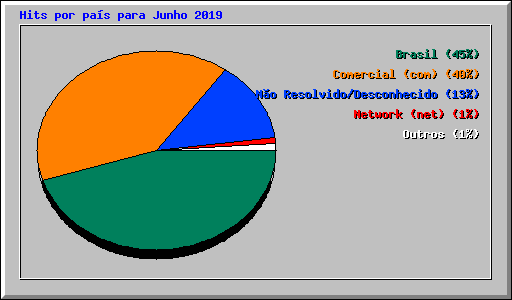 Hits por país para Junho 2019
Brasil (45%)
Comercial (com) (40%)
Não Resolvido/Desconhecido (13%)
Network (net) (1%)
Outros (1%)